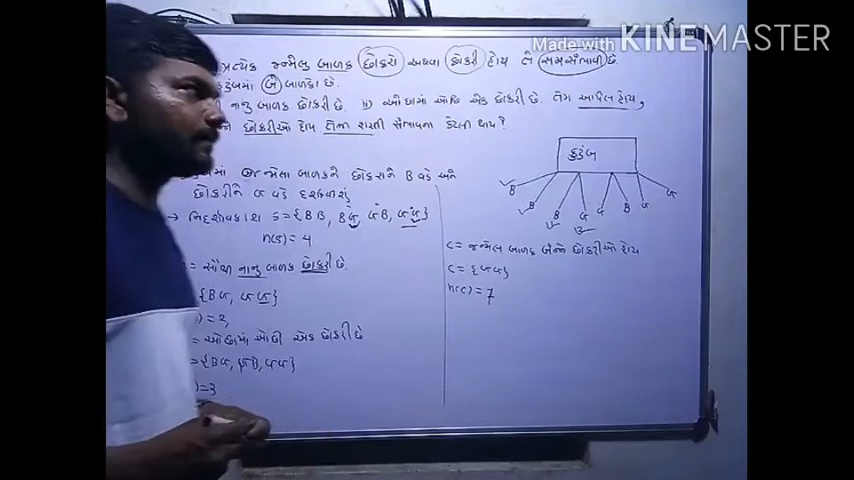 Made with KINEMASTER
પ્રત્યેક જન્મેલુ બાળક છોકરો અથવા છોકરી હોય તે સમસંભાવી છે.
કુટુંબમાં બે બાળકો છે.
નાનુ બાળક છોકરી છે. ii) ઓછામાં ઓછી એક છોકરી છે. તેમ આપેલ હોય,
છોકરીઓ હોય તેની શરતી સંભાવના કેટલી થાય?
જન્મેલા બાળકને છોકરાને B વડે અને
છોકરીને G વડે દર્શાવાય
→ નિદર્શાવકાશ S = {BB, BG, GB, GG}
n(S) = 4
= સૌથી નાનુ બાળક છોકરી છે.
{BG, GG}
) = 2,
= ઓછામાં ઓછી એક છોકરી છે
= {BG, GB, GG}
) = 3
કુટુંબ
B B B G G B G G
B
C = જન્મેલ બાળક બંન્ને છોકરીઓ હોય
C = {GG}
n(C) = 1